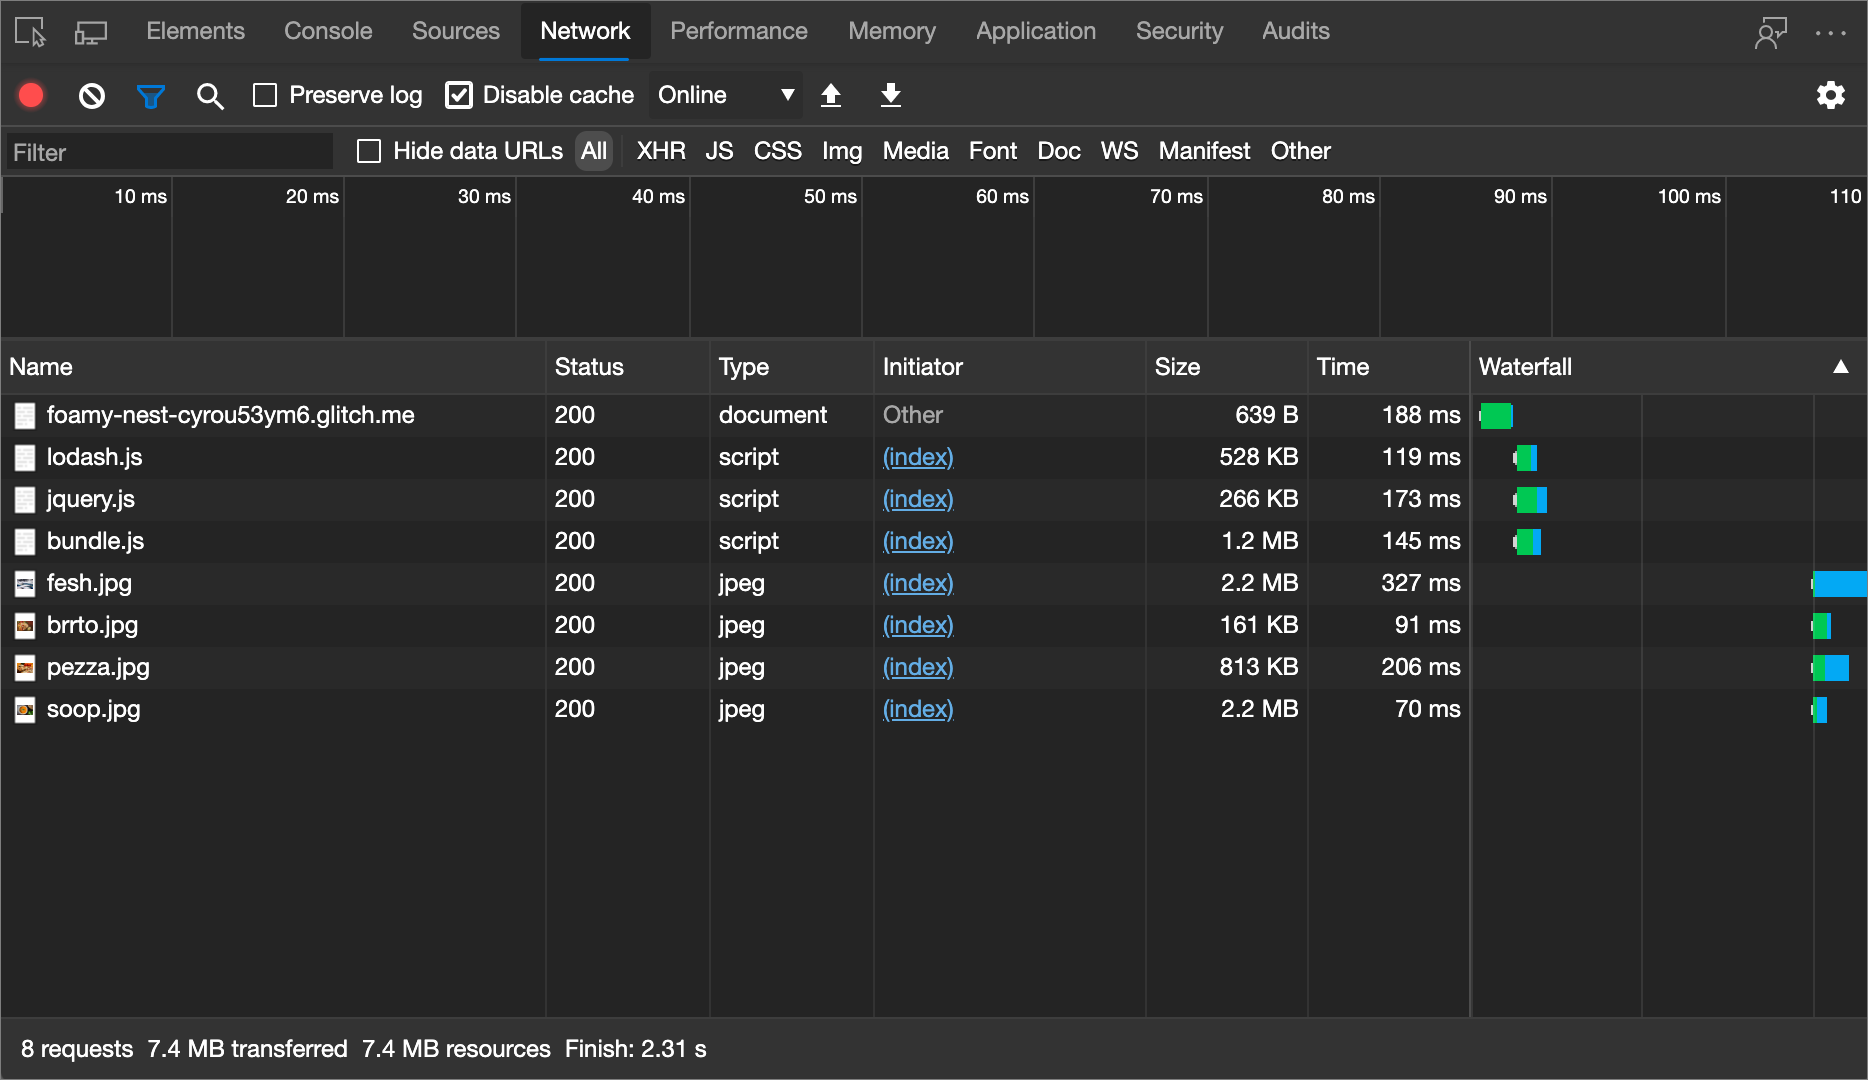 Elements Console Sources Network Performance Memory Application Security Audits
Preserve log Disable cache Online
Filter Hide data URLs All XHR JS CSS Img Media Font Doc WS Manifest Other
10 ms 20 ms 30 ms 40 ms 50 ms 60 ms 70 ms 80 ms 90 ms 100 ms 110
Name Status Type Initiator Size Time Waterfall
foamy-nest-cyrou53ym6.glitch.me 200 document Other 639 B 188 ms
lodash.js 200 script (index) 528 KB 119 ms
jquery.js 200 script (index) 266 KB 173 ms
bundle.js 200 script (index) 1.2 MB 145 ms
fesh.jpg 200 jpeg (index) 2.2 MB 327 ms
brrto.jpg 200 jpeg (index) 161 KB 91 ms
pezza.jpg 200 jpeg (index) 813 KB 206 ms
soop.jpg 200 jpeg (index) 2.2 MB 70 ms
8 requests 7.4 MB transferred 7.4 MB resources Finish: 2.31 s